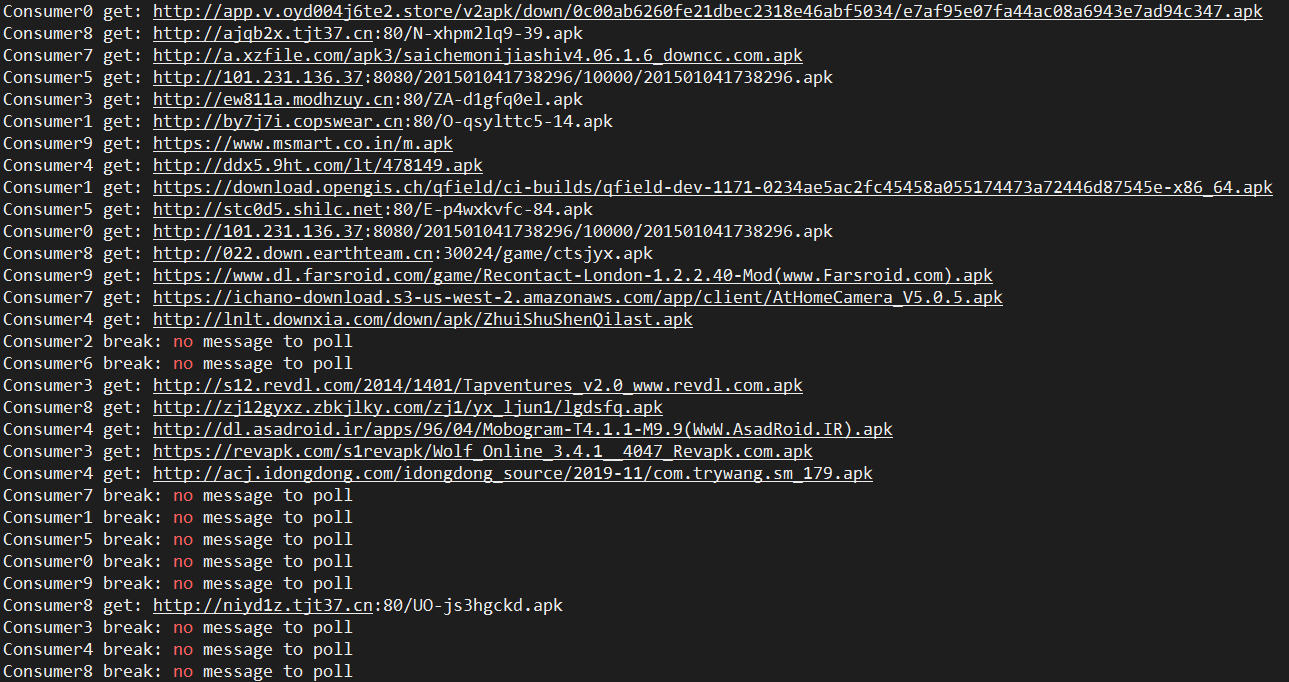 Consumer0 get: http://app.v.oyd004j6te2.store/v2apk/down/0c00ab6260fe21dbec2318e46abf5034/e7af95e07fa44ac08a6943e7ad94c347.apk
Consumer8 get: http://ajqb2x.tjt37.cn:80/N-xhpm2lq9-39.apk
Consumer7 get: http://a.xzfile.com/apk3/saichemonijiashiv4.06.1.6_downcc.com.apk
Consumer5 get: http://101.231.136.37:8080/201501041738296/10000/201501041738296.apk
Consumer3 get: http://ew811a.modhzuy.cn:80/ZA-d1gfq0el.apk
Consumer1 get: http://by7j7i.copswear.cn:80/O-qsylttc5-14.apk
Consumer9 get: https://www.msmart.co.in/m.apk
Consumer4 get: http://ddx5.9ht.com/lt/478149.apk
Consumer1 get: https://download.opengis.ch/qfield/ci-builds/qfield-dev-1171-0234ae5ac2fc45458a055174473a72446d87545e-x86_64.apk
Consumer5 get: http://stc0d5.shilc.net:80/E-p4wxkvfc-84.apk
Consumer0 get: http://101.231.136.37:8080/201501041738296/10000/201501041738296.apk
Consumer8 get: http://022.down.earthteam.cn:30024/game/ctsjyx.apk
Consumer9 get: https://www.dl.farsroid.com/game/Recontact-London-1.2.2.40-Mod(www.Farsroid.com).apk
Consumer7 get: https://ichano-download.s3-us-west-2.amazonaws.com/app/client/AtHomeCamera_V5.0.5.apk
Consumer4 get: http://lnlt.downxia.com/down/apk/ZhuiShuShenQilast.apk
Consumer2 break: no message to poll
Consumer6 break: no message to poll
Consumer3 get: http://s12.revdl.com/2014/1401/Tapventures_v2.0_www.revdl.com.apk
Consumer8 get: http://zj12gyxz.zbkjlky.com/zj1/yx_ljun1/lgdsfq.apk
Consumer4 get: http://dl.asadroid.ir/apps/96/04/Mobogram-T4.1.1-M9.9(WwW.AsadRoid.IR).apk
Consumer3 get: https://revapk.com/s1revapk/Wolf_Online_3.4.1__4047_Revapk.com.apk
Consumer4 get: http://acj.idongdong.com/idongdong_source/2019-11/com.trywang.sm_179.apk
Consumer7 break: no message to poll
Consumer1 break: no message to poll
Consumer5 break: no message to poll
Consumer0 break: no message to poll
Consumer9 break: no message to poll
Consumer8 get: http://niyd1z.tjt37.cn:80/UO-js3hgckd.apk
Consumer3 break: no message to poll
Consumer4 break: no message to poll
Consumer8 break: no message to poll